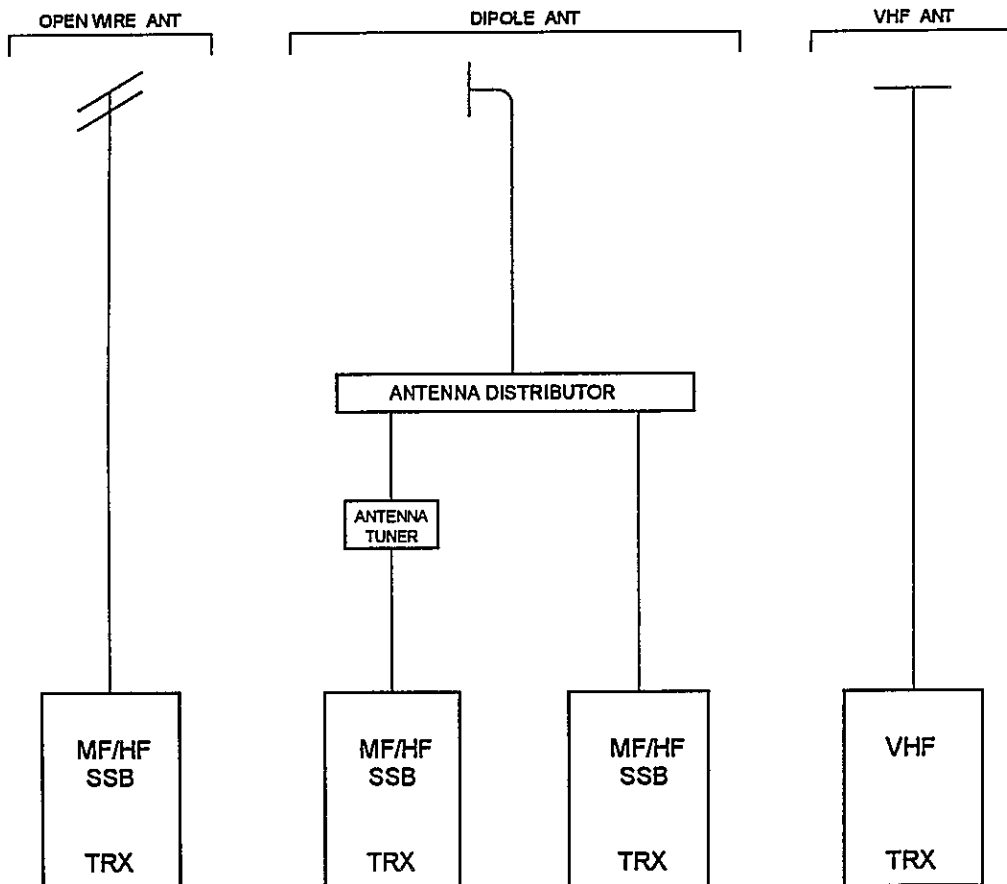 OPEN WIRE ANT
DIPOLE ANT
VHF ANT
ANTENNA DISTRIBUTOR
ANTENNA
TUNER
MF/HF
SSB
TRX
MF/HF
SSB
TRX
MF/HF
SSB
TRX
VHF
TRX